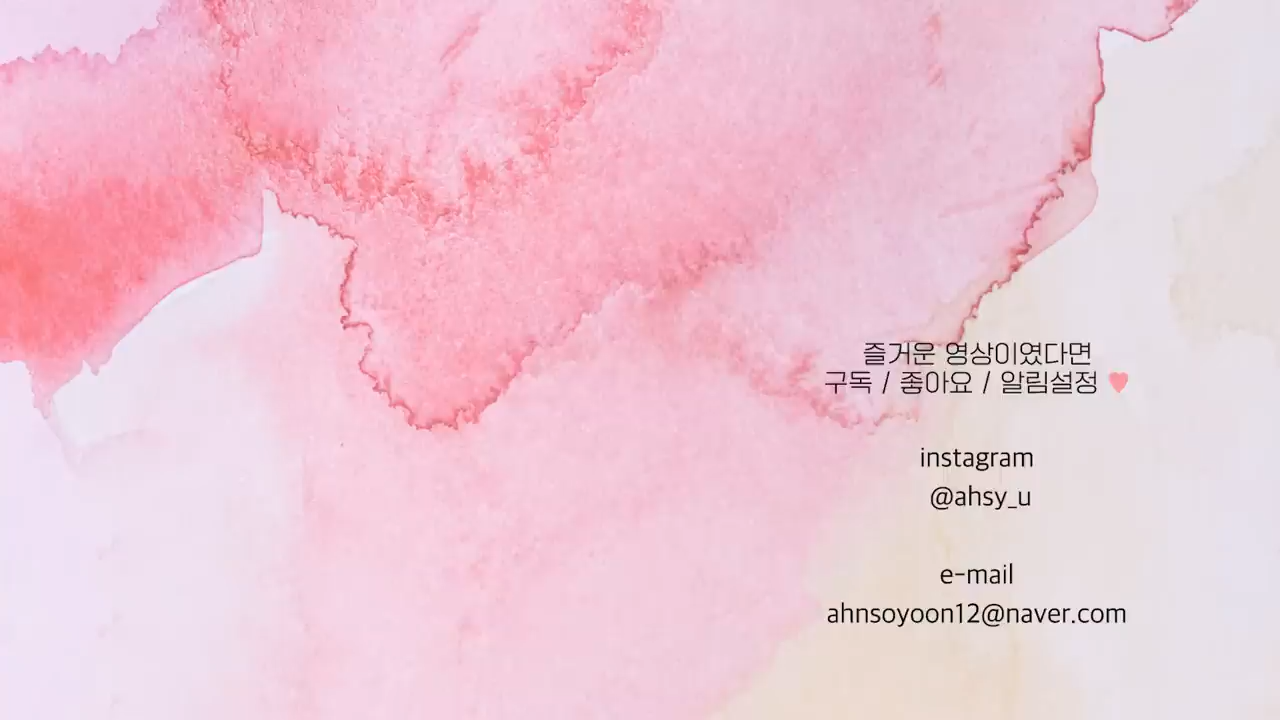 즐거운 영상이였다면
구독 / 좋아요 / 알림설정 ♥
instagram
@ahsy_u
e-mail
ahnsoyoon12@naver.com